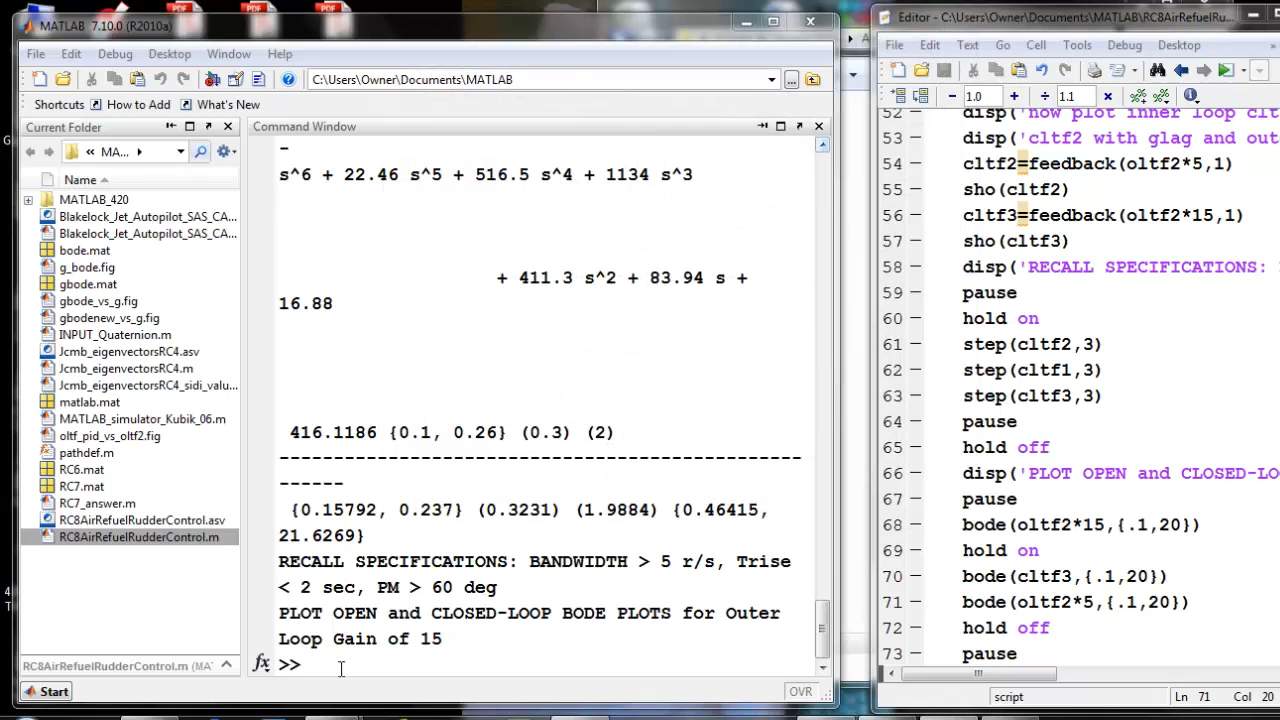 MATLAB 7.10.0 (R2010a)
File Edit Debug Desktop Window Help
C:\Users\Owner\Documents\MATLAB
Shortcuts How to Add What's New
Current Folder
« MA...
Name
MATLAB_420
Blakelock_Jet_Autopilot_SAS_CA...
Blakelock_Jet_Autopilot_SAS_CA...
bode.mat
g_bode.fig
gbode.mat
gbode_vs_g.fig
gbodenew_vs_g.fig
INPUT_Quaternion.m
Jcmb_eigenvectorsRC4.asv
Jcmb_eigenvectorsRC4.m
Jcmb_eigenvectorsRC4_sidi_valu...
matlab.mat
MATLAB_simulator_Kubik_06.m
oltf_pid_vs_oltf2.fig
pathdef.m
RC6.mat
RC7.mat
RC7_answer.m
RC8AirRefuelRudderControl.asv
RC8AirRefuelRudderControl.m
RC8AirRefuelRudderControl.m (MA
Start
Command Window
-
s^6 + 22.46 s^5 + 516.5 s^4 + 1134 s^3
+ 411.3 s^2 + 83.94 s +
16.88
416.1186 {0.1, 0.26} (0.3) (2)
-----------------------------------------------
------
{0.15792, 0.237} (0.3231) (1.9884) {0.46415,
21.6269}
RECALL SPECIFICATIONS: BANDWIDTH > 5 r/s, Trise
< 2 sec, PM > 60 deg
PLOT OPEN and CLOSED-LOOP BODE PLOTS for Outer
Loop Gain of 15
fx >>
OVR
Editor - C:\Users\Owner\Documents\MATLAB\RC8AirRefuelRu...
File Edit Text Go Cell Tools Debug Desktop »
− 1.0 + ÷ 1.1 ×
52 disp('now plot inner loop clt
53 disp('cltf2 with glag and out
54 cltf2=feedback(oltf2*5,1)
55 sho(cltf2)
56 cltf3=feedback(oltf2*15,1)
57 sho(cltf3)
58 disp('RECALL SPECIFICATIONS:
59 pause
60 hold on
61 step(cltf2,3)
62 step(cltf1,3)
63 step(cltf3,3)
64 pause
65 hold off
66 disp('PLOT OPEN and CLOSED-LO
67 pause
68 bode(oltf2*15,{.1,20})
69 hold on
70 bode(cltf3,{.1,20})
71 bode(oltf2*5,{.1,20})
72 hold off
73 pause
script Ln 71 Col 20